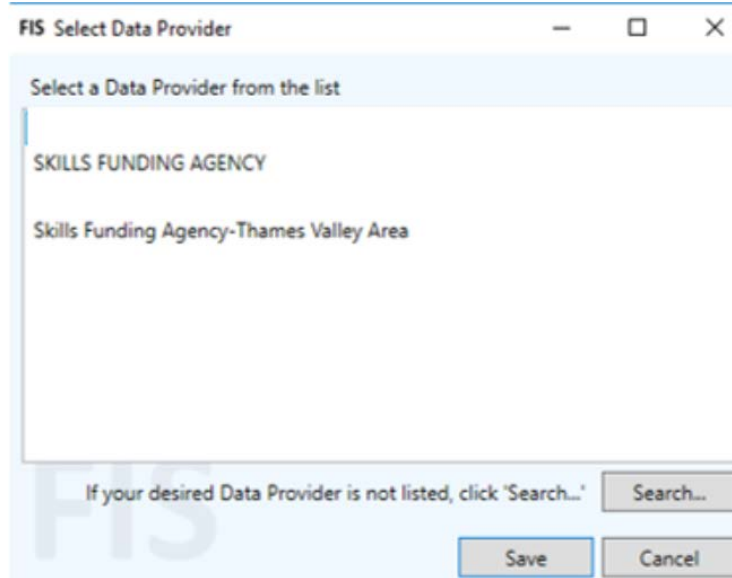 FIS Select Data Provider
Select a Data Provider from the list
SKILLS FUNDING AGENCY
Skills Funding Agency-Thames Valley Area
FIS
If your desired Data Provider is not listed, click 'Search...'
Search...
Save
Cancel